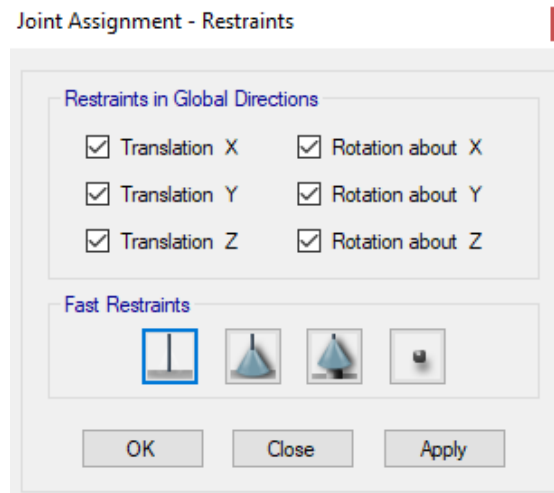 Joint Assignment - Restraints
Restraints in Global Directions
Translation X Rotation about X
Translation Y Rotation about Y
Translation Z Rotation about Z
Fast Restraints
OK Close Apply